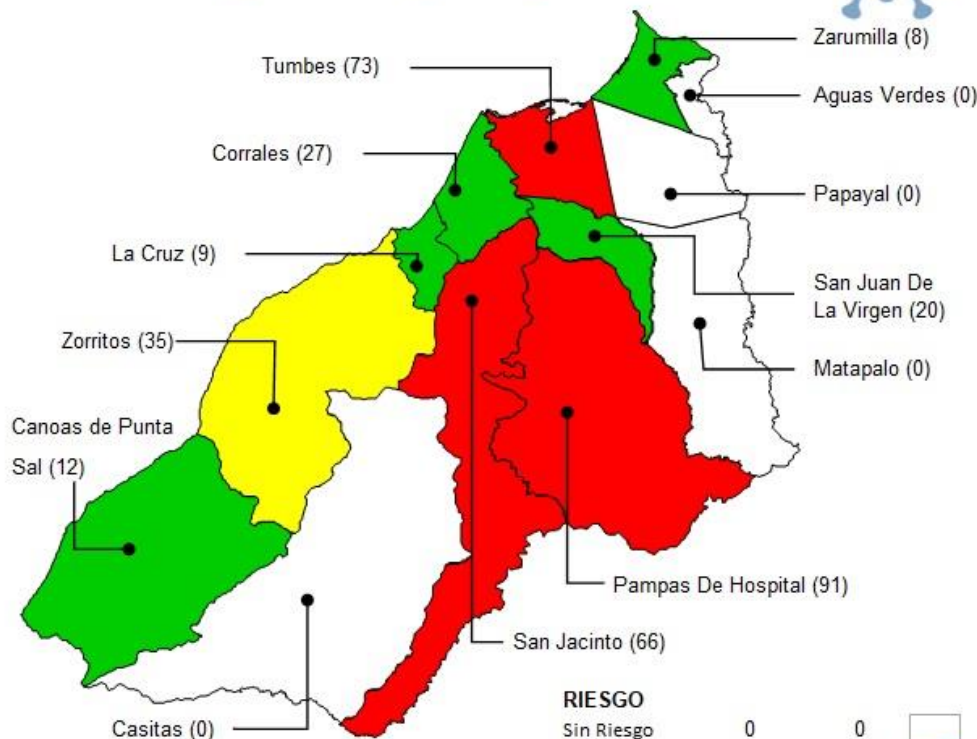 Zarumilla (8)
Tumbes (73)
Aguas Verdes (0)
Corrales (27)
Papayal (0)
La Cruz (9)
San Juan De
La Virgen (20)
Zorritos (35)
Matapalo (0)
Canoas de Punta
Sal (12)
Pampas De Hospital (91)
San Jacinto (66)
Casitas (0)
RIESGO
Sin Riesgo 0 0